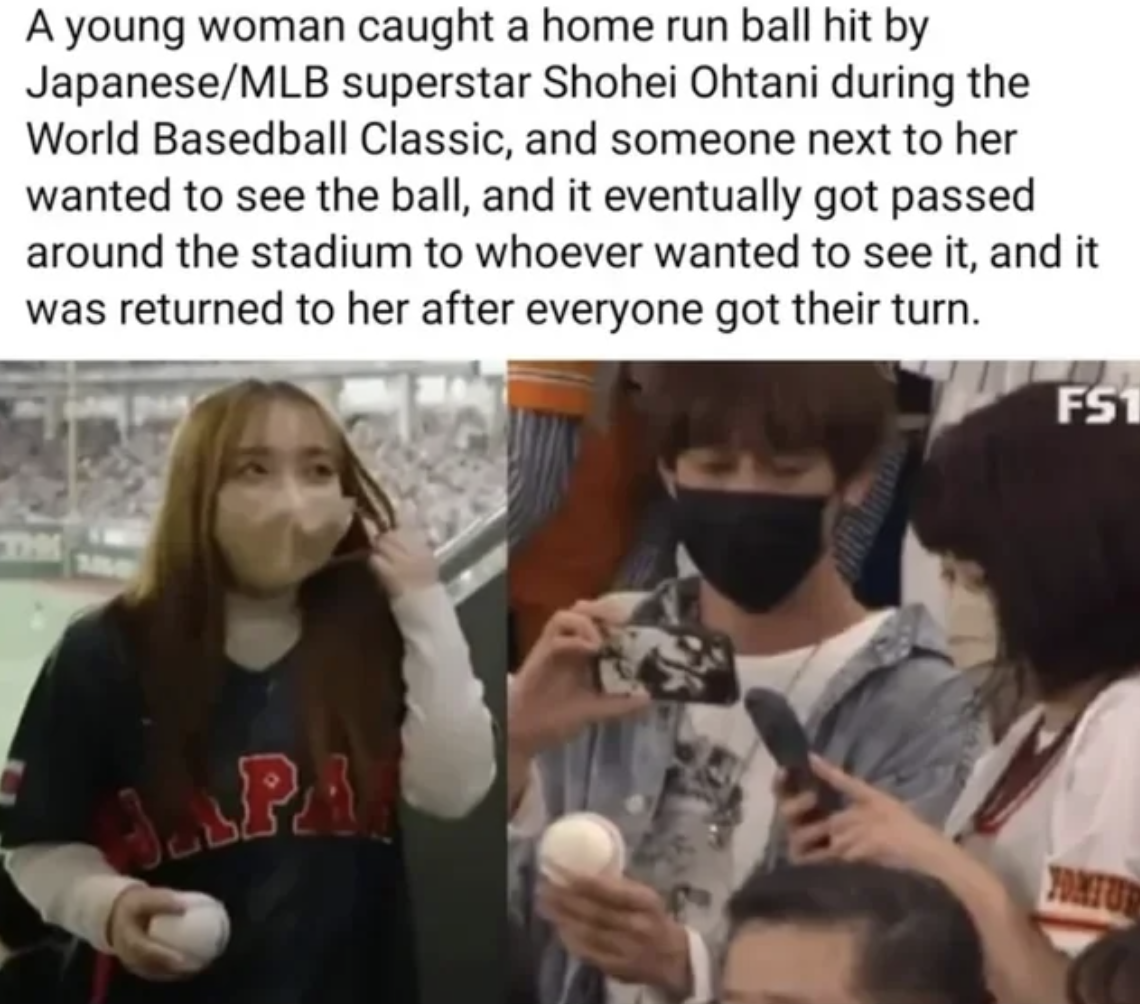 A young woman caught a home run ball hit by
Japanese/MLB superstar Shohei Ohtani during the
World Basedball Classic, and someone next to her
wanted to see the ball, and it eventually got passed
around the stadium to whoever wanted to see it, and it
was returned to her after everyone got their turn.
FS1
JAPA
YOMIUR